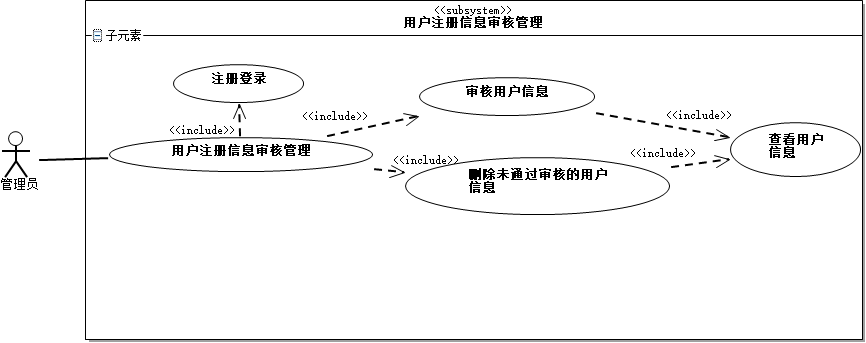 <<subsystem>>
用户注册信息审核管理
子元素
注册登录
审核用户信息
<<include>>
<<include>>
<<include>>
查看用户
信息
管理员
用户注册信息审核管理
<<include>>
<<include>>
删除未通过审核的用户
信息